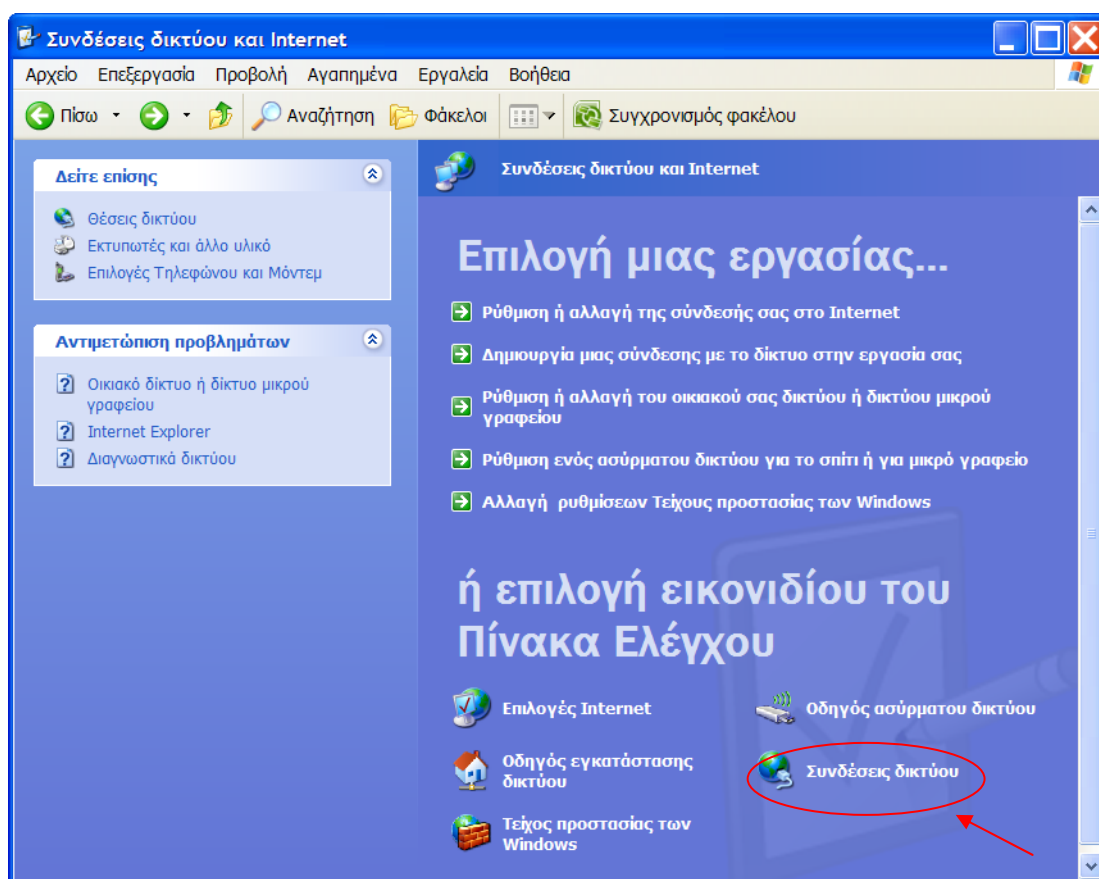 Συνδέσεις δικτύου και Internet
Αρχείο Επεξεργασία Προβολή Αγαπημένα Εργαλεία Βοήθεια
Πίσω Αναζήτηση Φάκελοι Συγχρονισμός φακέλου
Δείτε επίσης
Θέσεις δικτύου
Εκτυπωτές και άλλο υλικό
Επιλογές Τηλεφώνου και Μόντεμ
Αντιμετώπιση προβλημάτων
Οικιακό δίκτυο ή δίκτυο μικρού
γραφείου
Internet Explorer
Διαγνωστικά δικτύου
Συνδέσεις δικτύου και Internet
Επιλογή μιας εργασίας...
Ρύθμιση ή αλλαγή της σύνδεσής σας στο Internet
Δημιουργία μιας σύνδεσης με το δίκτυο στην εργασία σας
Ρύθμιση ή αλλαγή του οικιακού σας δικτύου ή δικτύου μικρού
γραφείου
Ρύθμιση ενός ασύρματου δικτύου για το σπίτι ή για μικρό γραφείο
Αλλαγή ρυθμίσεων Τείχους προστασίας των Windows
ή επιλογή εικονιδίου του
Πίνακα Ελέγχου
Επιλογές Internet
Οδηγός ασύρματου δικτύου
Οδηγός εγκατάστασης
δικτύου
Συνδέσεις δικτύου
Τείχος προστασίας των
Windows